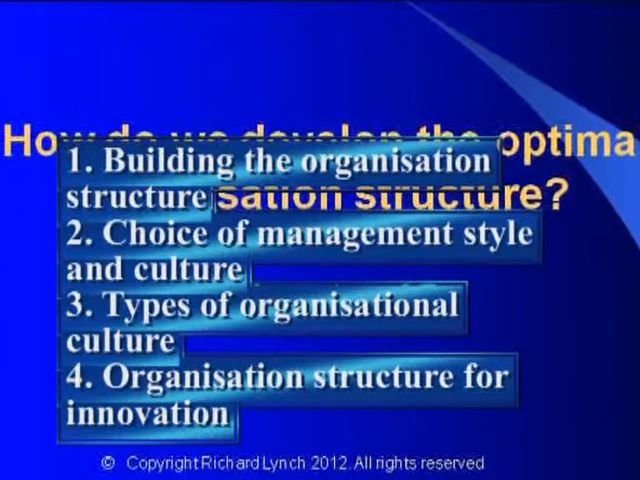 How do we develop the optima
sation structure?
1. Building the organisation
structure
2. Choice of management style
and culture
3. Types of organisational
culture
4. Organisation structure for
innovation
© Copyright Richard Lynch 2012. All rights reserved